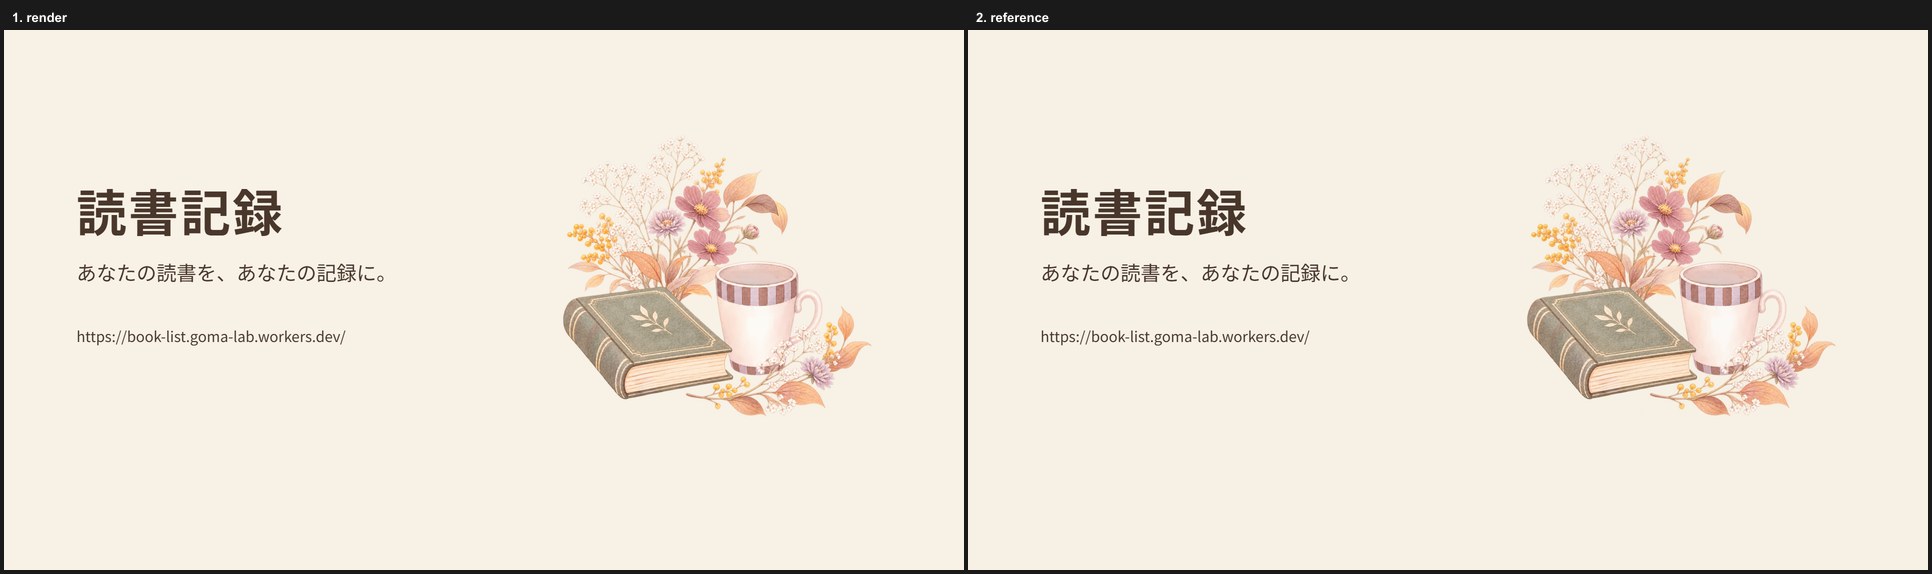 1. render
読書記録
あなたの読書を、あなたの記録に。
https://book-list.goma-lab.workers.dev/
2. reference
読書記録
あなたの読書を、あなたの記録に。
https://book-list.goma-lab.workers.dev/